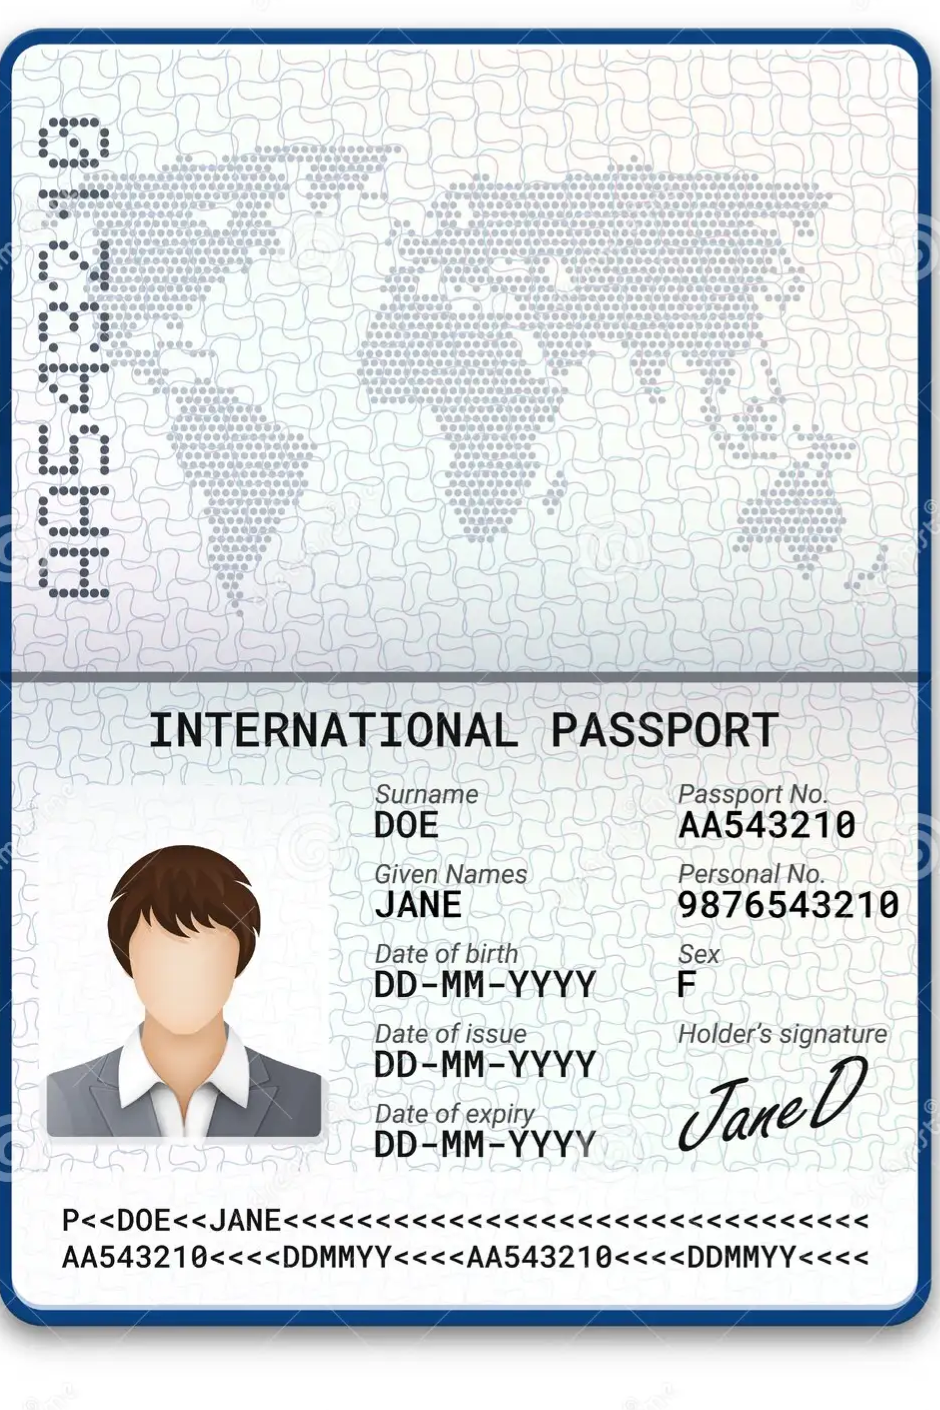 AA543210
INTERNATIONAL PASSPORT
Surname
DOE
Passport No.
AA543210
Given Names
JANE
Personal No.
9876543210
Date of birth
DD-MM-YYYY
Sex
F
Date of issue
DD-MM-YYYY
Holder's signature
Jane D
Date of expiry
DD-MM-YYYY
P<<DOE<<JANE<<<<<<<<<<<<<<<<<<<<<<<<<<<<<<<<
AA543210<<<<DDMMYY<<<<AA543210<<<<DDMMYY<<<<